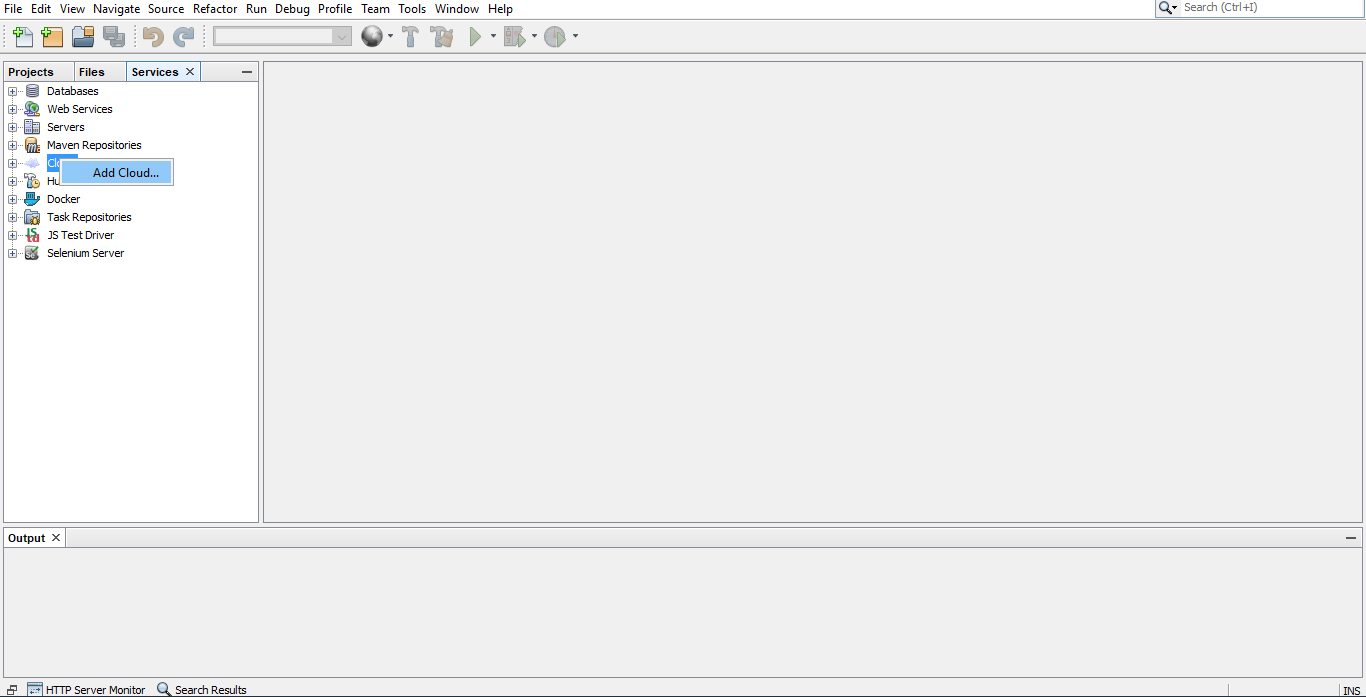 File Edit View Navigate Source Refactor Run Debug Profile Team Tools Window Help
Search (Ctrl+I)
Projects Files Services
Databases
Web Services
Servers
Maven Repositories
Add Cloud...
Docker
Task Repositories
JS Test Driver
Selenium Server
Output
HTTP Server Monitor Search Results
INS